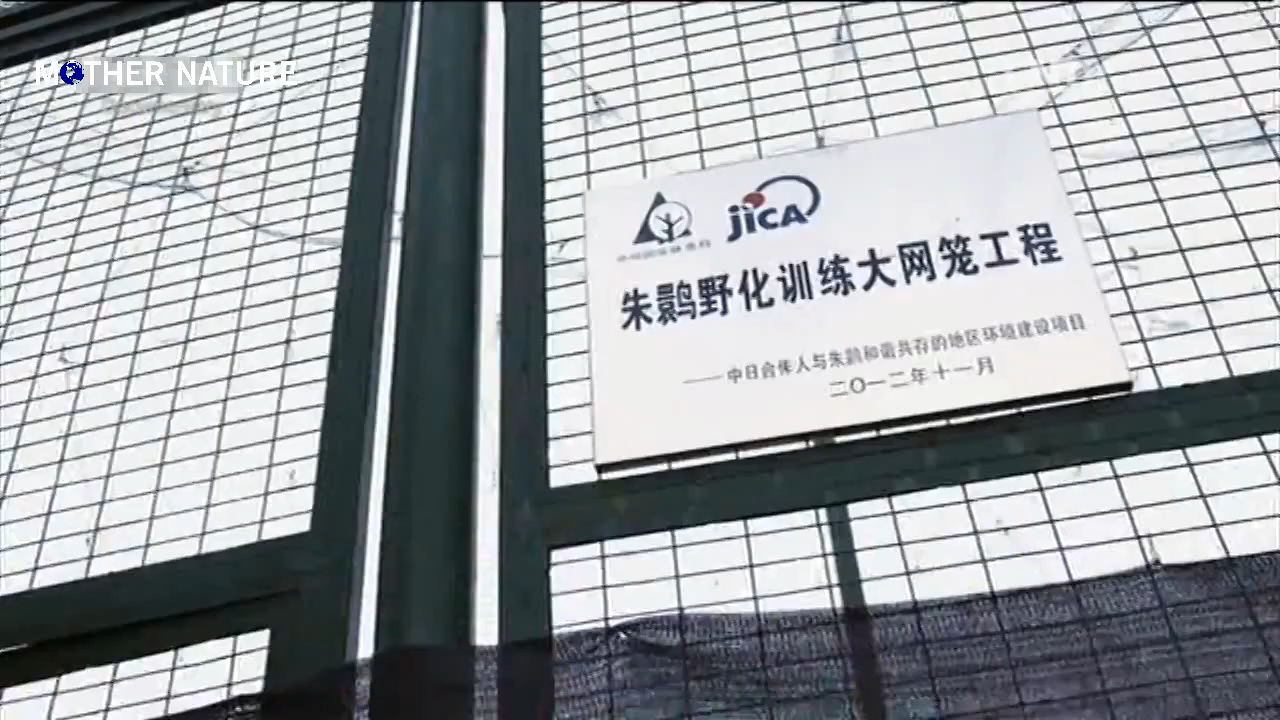 MOTHER NATURE
jica
朱鹮野化训练大网笼工程
——中日合作人与朱鹮和谐共存的地区环境建设项目
二〇一二年十一月